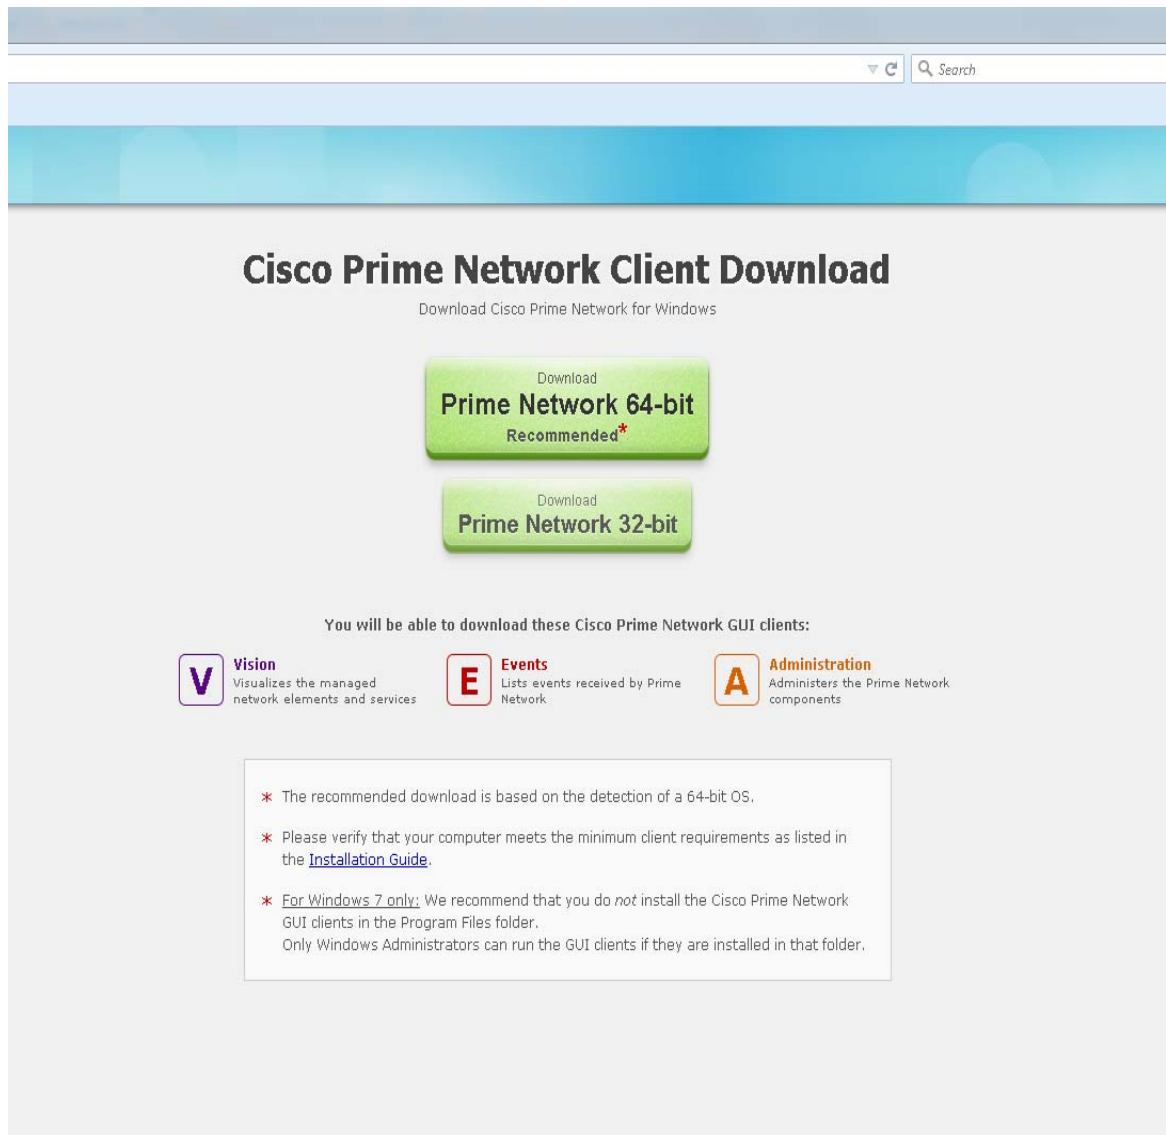 Search
Cisco Prime Network Client Download
Download Cisco Prime Network for Windows
Download
Prime Network 64-bit
Recommended*
Download
Prime Network 32-bit
You will be able to download these Cisco Prime Network GUI clients:
V
Vision
Visualizes the managed
network elements and services
E
Events
Lists events received by Prime
Network
A
Administration
Administers the Prime Network
components
* The recommended download is based on the detection of a 64-bit OS.
* Please verify that your computer meets the minimum client requirements as listed in
the Installation Guide.
* For Windows 7 only: We recommend that you do not install the Cisco Prime Network
GUI clients in the Program Files folder.
Only Windows Administrators can run the GUI clients if they are installed in that folder.